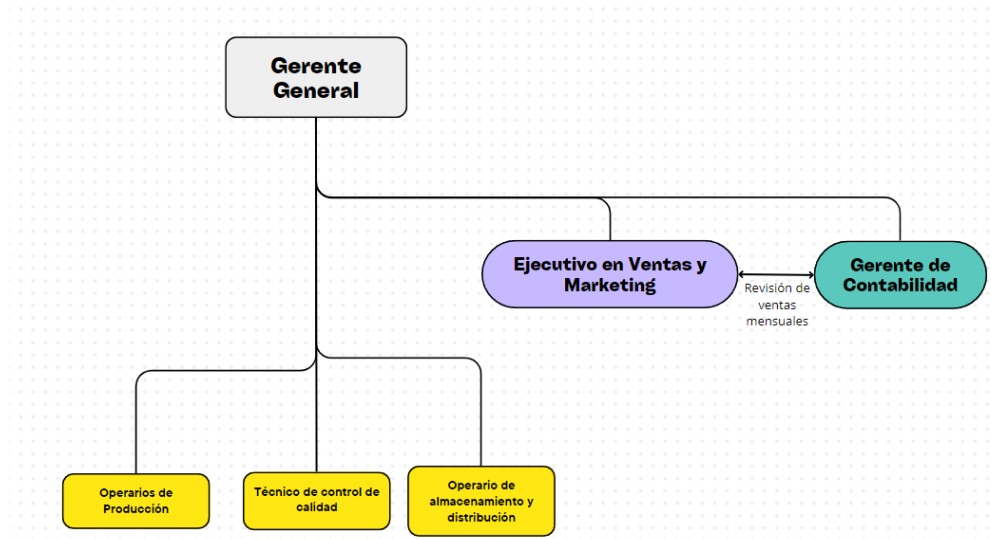 Gerente
General
Ejecutivo en Ventas y
Marketing
Gerente de
Contabilidad
Revisión de
ventas
mensuales
Operarios de
Producción
Técnico de control de
calidad
Operario de
almacenamiento y
distribución